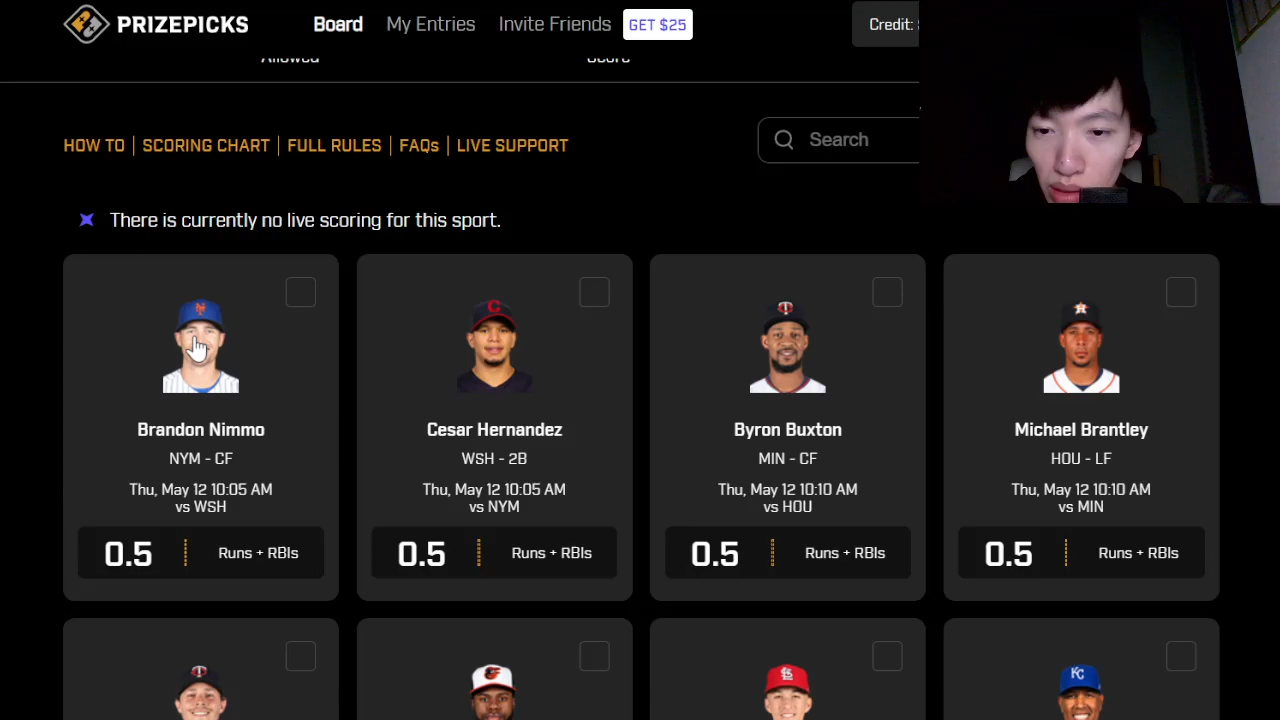 PRIZEPICKS Board My Entries Invite Friends GET $25 Credit:
Allowed Score
HOW TO | SCORING CHART | FULL RULES | FAQs | LIVE SUPPORT
Search
There is currently no live scoring for this sport.
Brandon Nimmo
NYM - CF
Thu, May 12 10:05 AM
vs WSH
0.5 Runs + RBIs
Cesar Hernandez
WSH - 2B
Thu, May 12 10:05 AM
vs NYM
0.5 Runs + RBIs
Byron Buxton
MIN - CF
Thu, May 12 10:10 AM
vs HOU
0.5 Runs + RBIs
Michael Brantley
HOU - LF
Thu, May 12 10:10 AM
vs MIN
0.5 Runs + RBIs